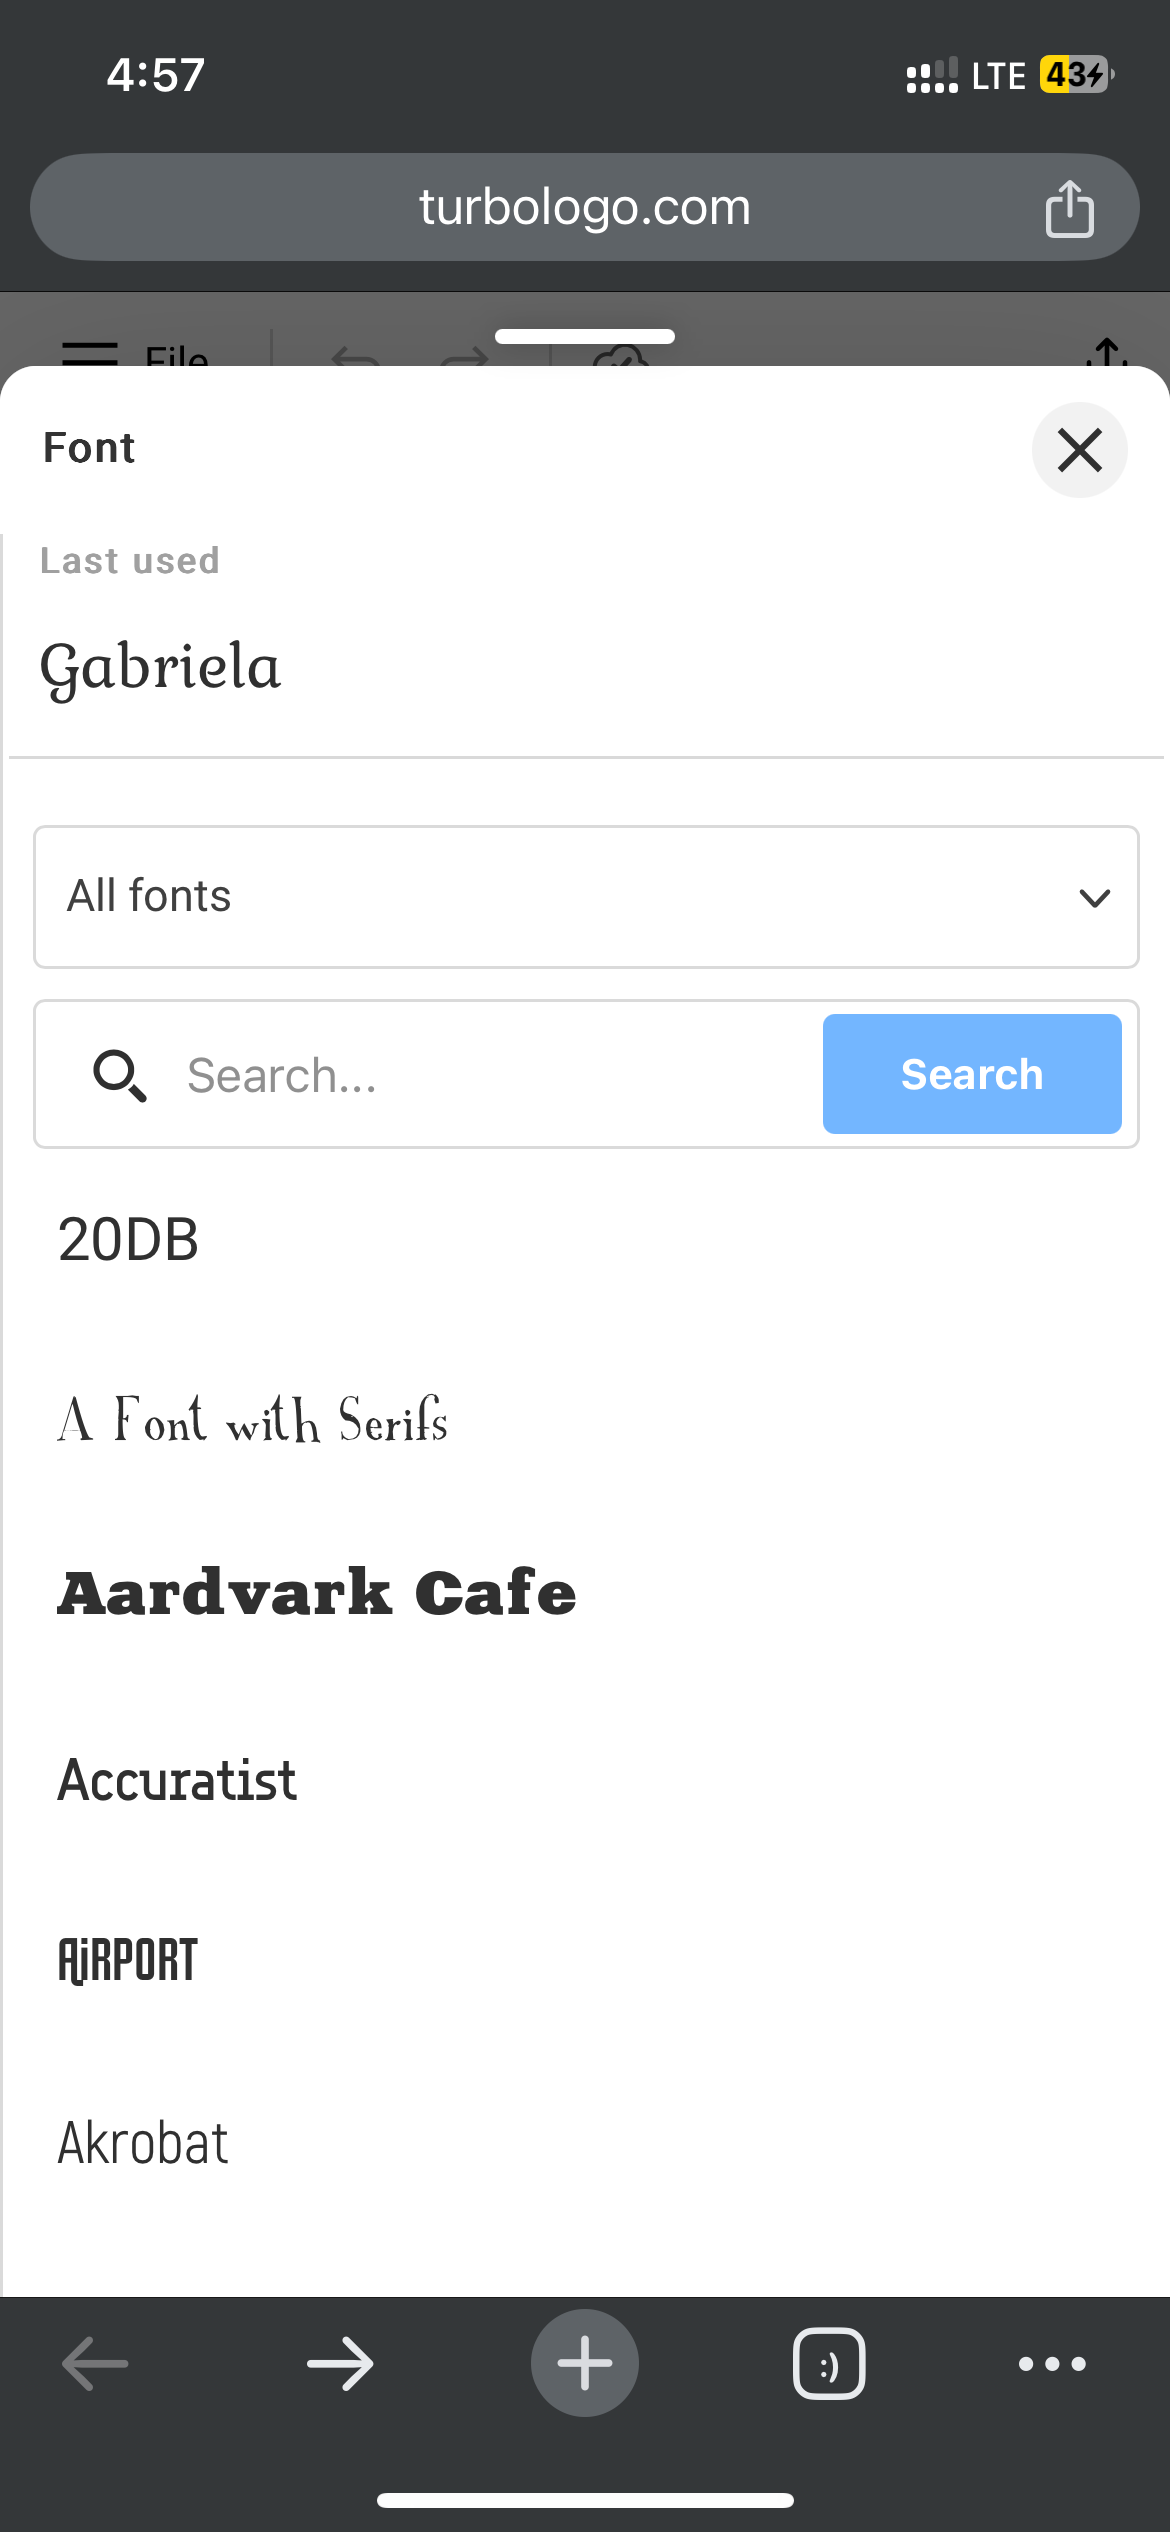 4:57
LTE 43
turbologo.com
File
Font
Last used
Gabriela
All fonts
Search...
Search
20DB
A Font with Serifs
Aardvark Cafe
Accuratist
AiRPORT
Akrobat
:)